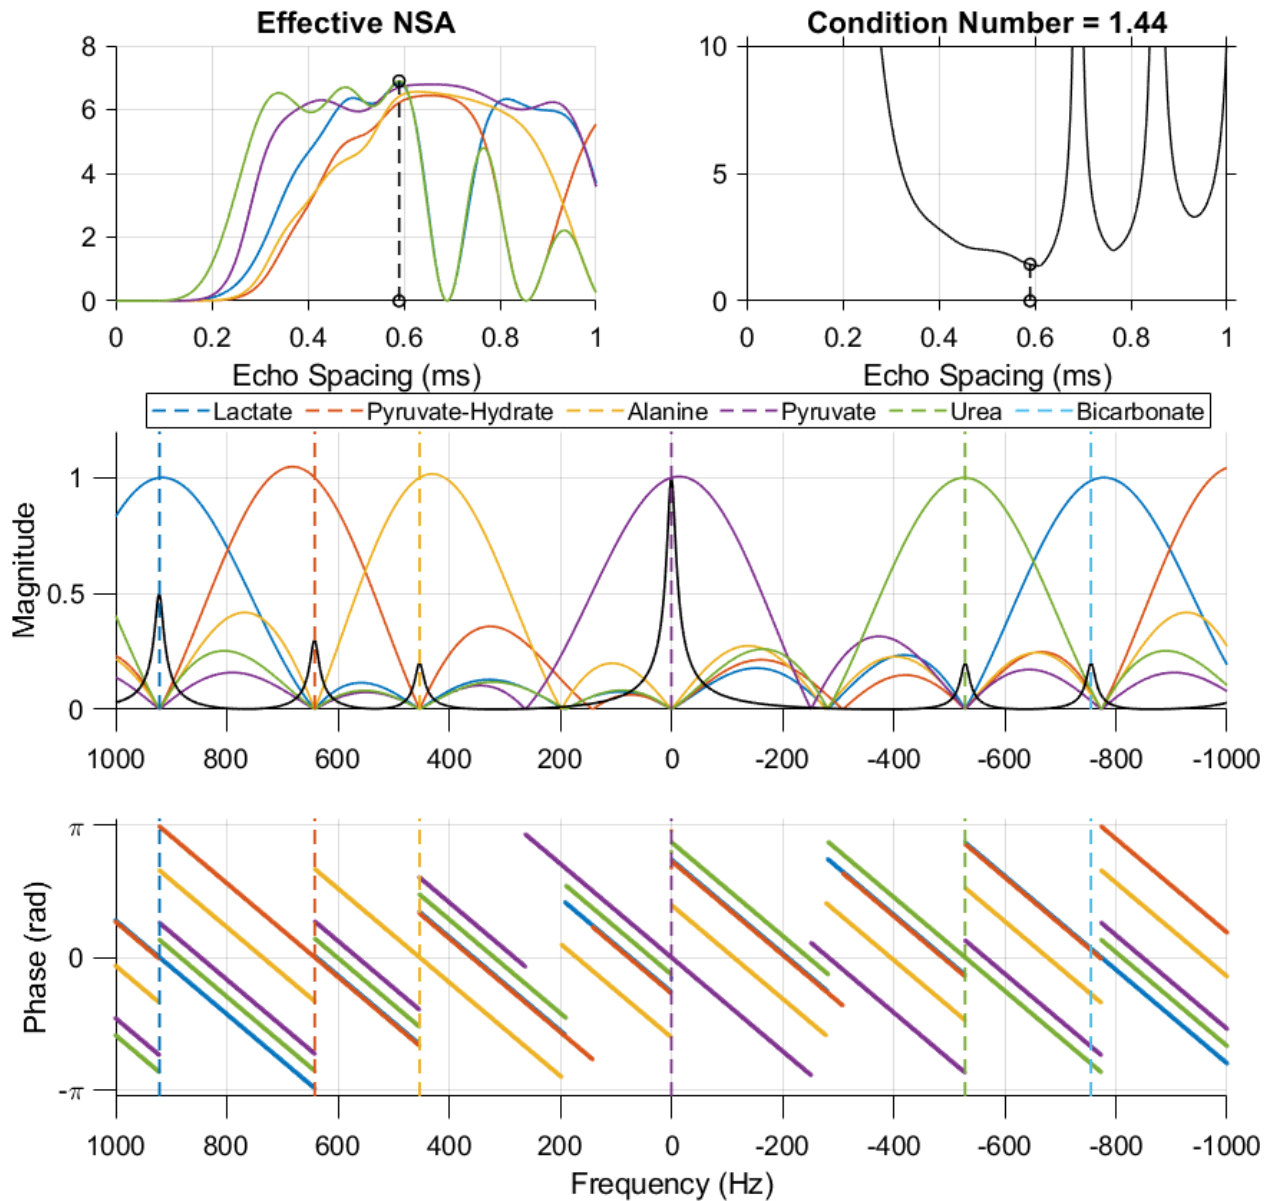 Effective NSA
Condition Number = 1.44
8
6
4
2
0
0 0.2 0.4 0.6 0.8 1
Echo Spacing (ms)
10
5
0
0 0.2 0.4 0.6 0.8 1
Echo Spacing (ms)
Lactate Pyruvate-Hydrate Alanine Pyruvate Urea Bicarbonate
Magnitude
1
0.5
0
1000 800 600 400 200 0 -200 -400 -600 -800 -1000
Phase (rad)
π
0
-π
1000 800 600 400 200 0 -200 -400 -600 -800 -1000
Frequency (Hz)